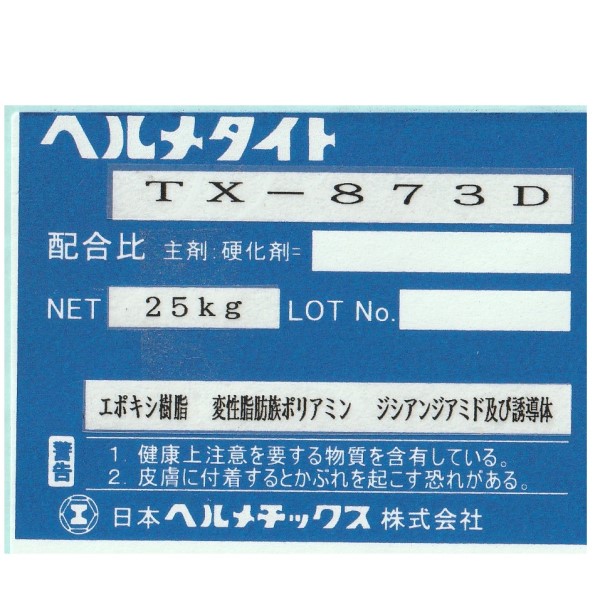 ヘルメタイト
TX-873D
配合比 主剤:硬化剤=
NET 25kg LOT No.
エポキシ樹脂 変性脂肪族ポリアミン ジシアンジアミド及び誘導体
警告
1. 健康上注意を要する物質を含有している。
2. 皮膚に付着するとかぶれを起こす恐れがある。
日本ヘルメチックス株式会社